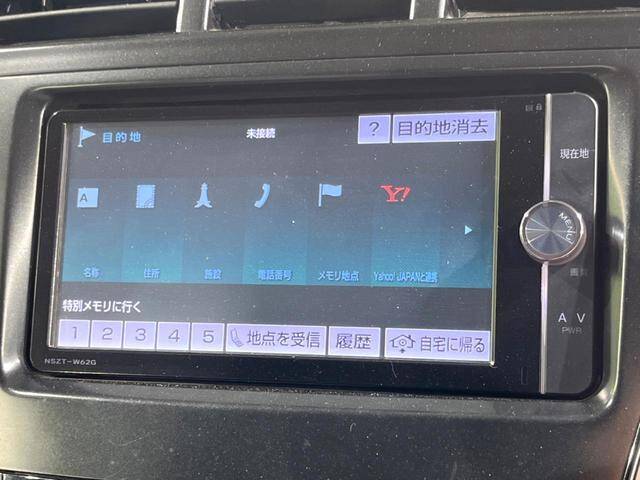 目的地 未接続 ? 目的地消去
現在地
A
Y!
MENU
名称 住所 施設 電話番号 メモリ地点 Yahoo! JAPANと連携
特別メモリに行く
A V
PWR
1 2 3 4 5 地点を受信 履歴 自宅に帰る
NSZT-W62G